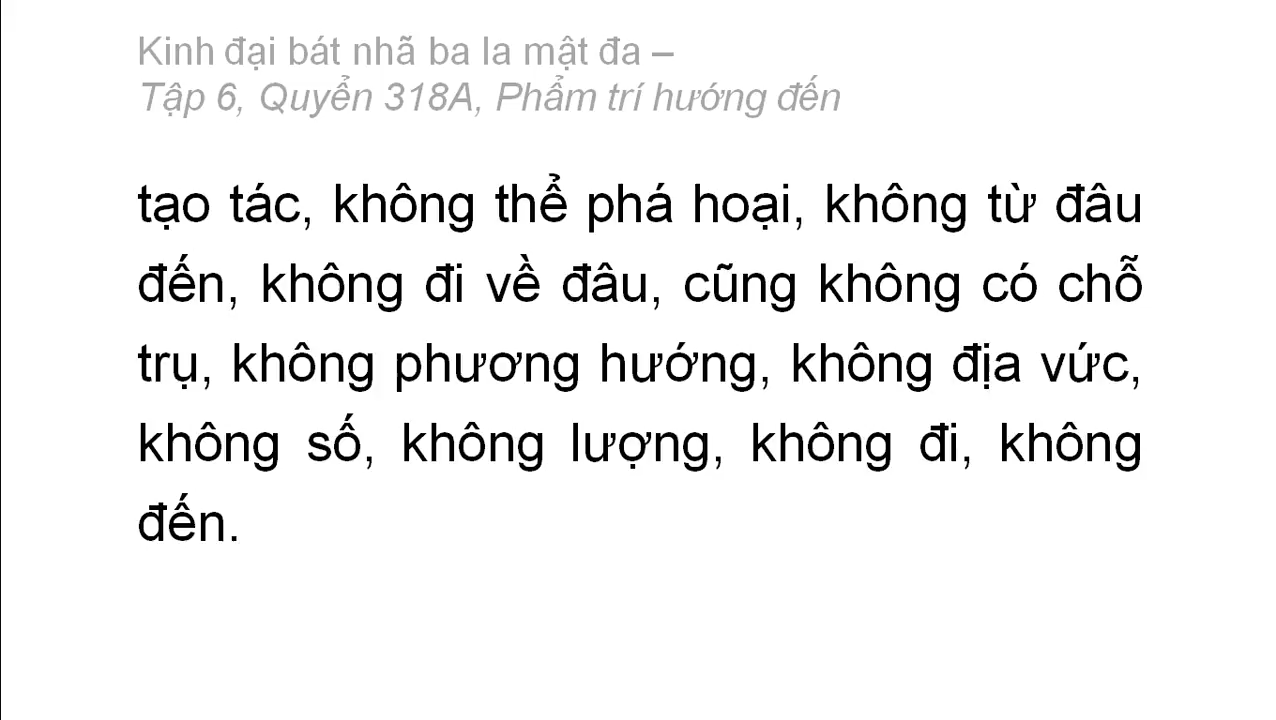 Kinh đại bát nhã ba la mật đa –
Tập 6, Quyển 318A, Phẩm trí hướng đến
tạo tác, không thể phá hoại, không từ đâu
đến, không đi về đâu, cũng không có chỗ
trụ, không phương hướng, không địa vức,
không số, không lượng, không đi, không
đến.